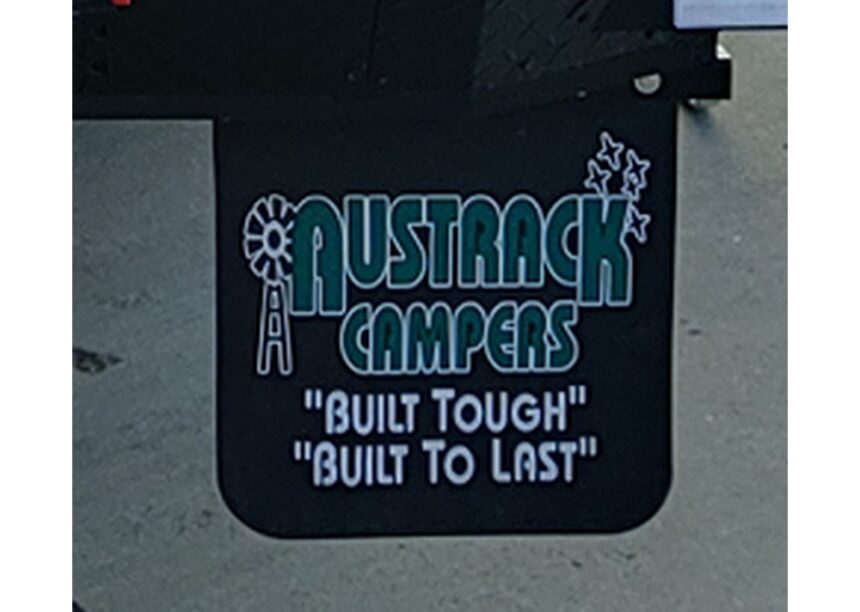 AUSTRACK
CAMPERS
"BUILT TOUGH"
"BUILT TO LAST"